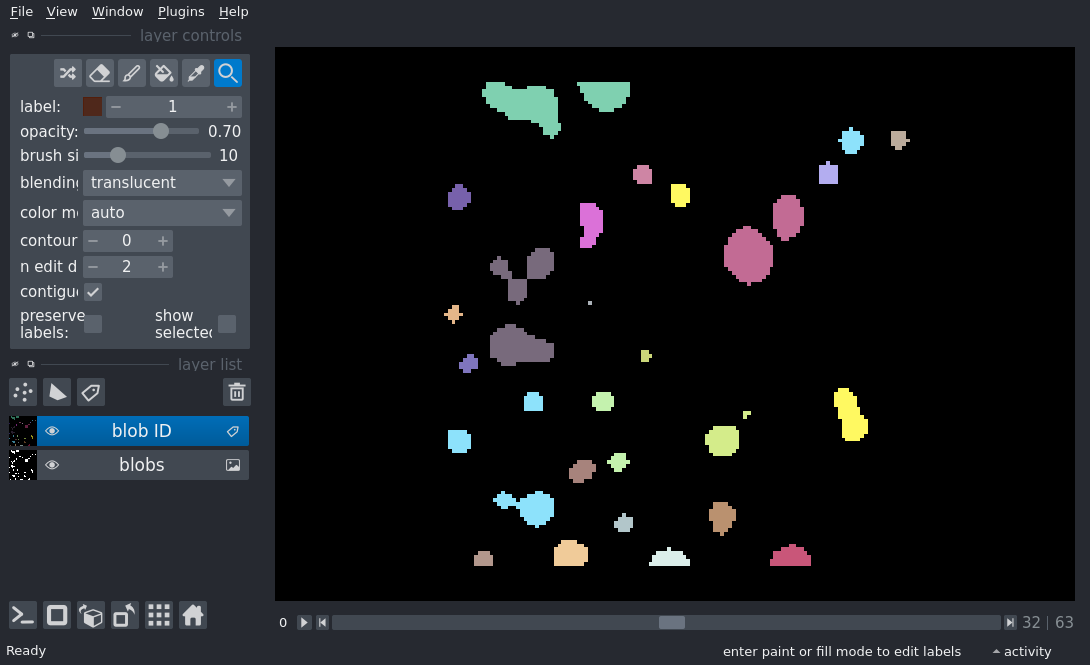 File View Window Plugins Help
layer controls
label: 1
opacity: 0.70
brush si 10
blending translucent
color m auto
contour 0
n edit d 2
contigu
preserve labels: show selected
layer list
blob ID
blobs
0 32 | 63
Ready enter paint or fill mode to edit labels activity